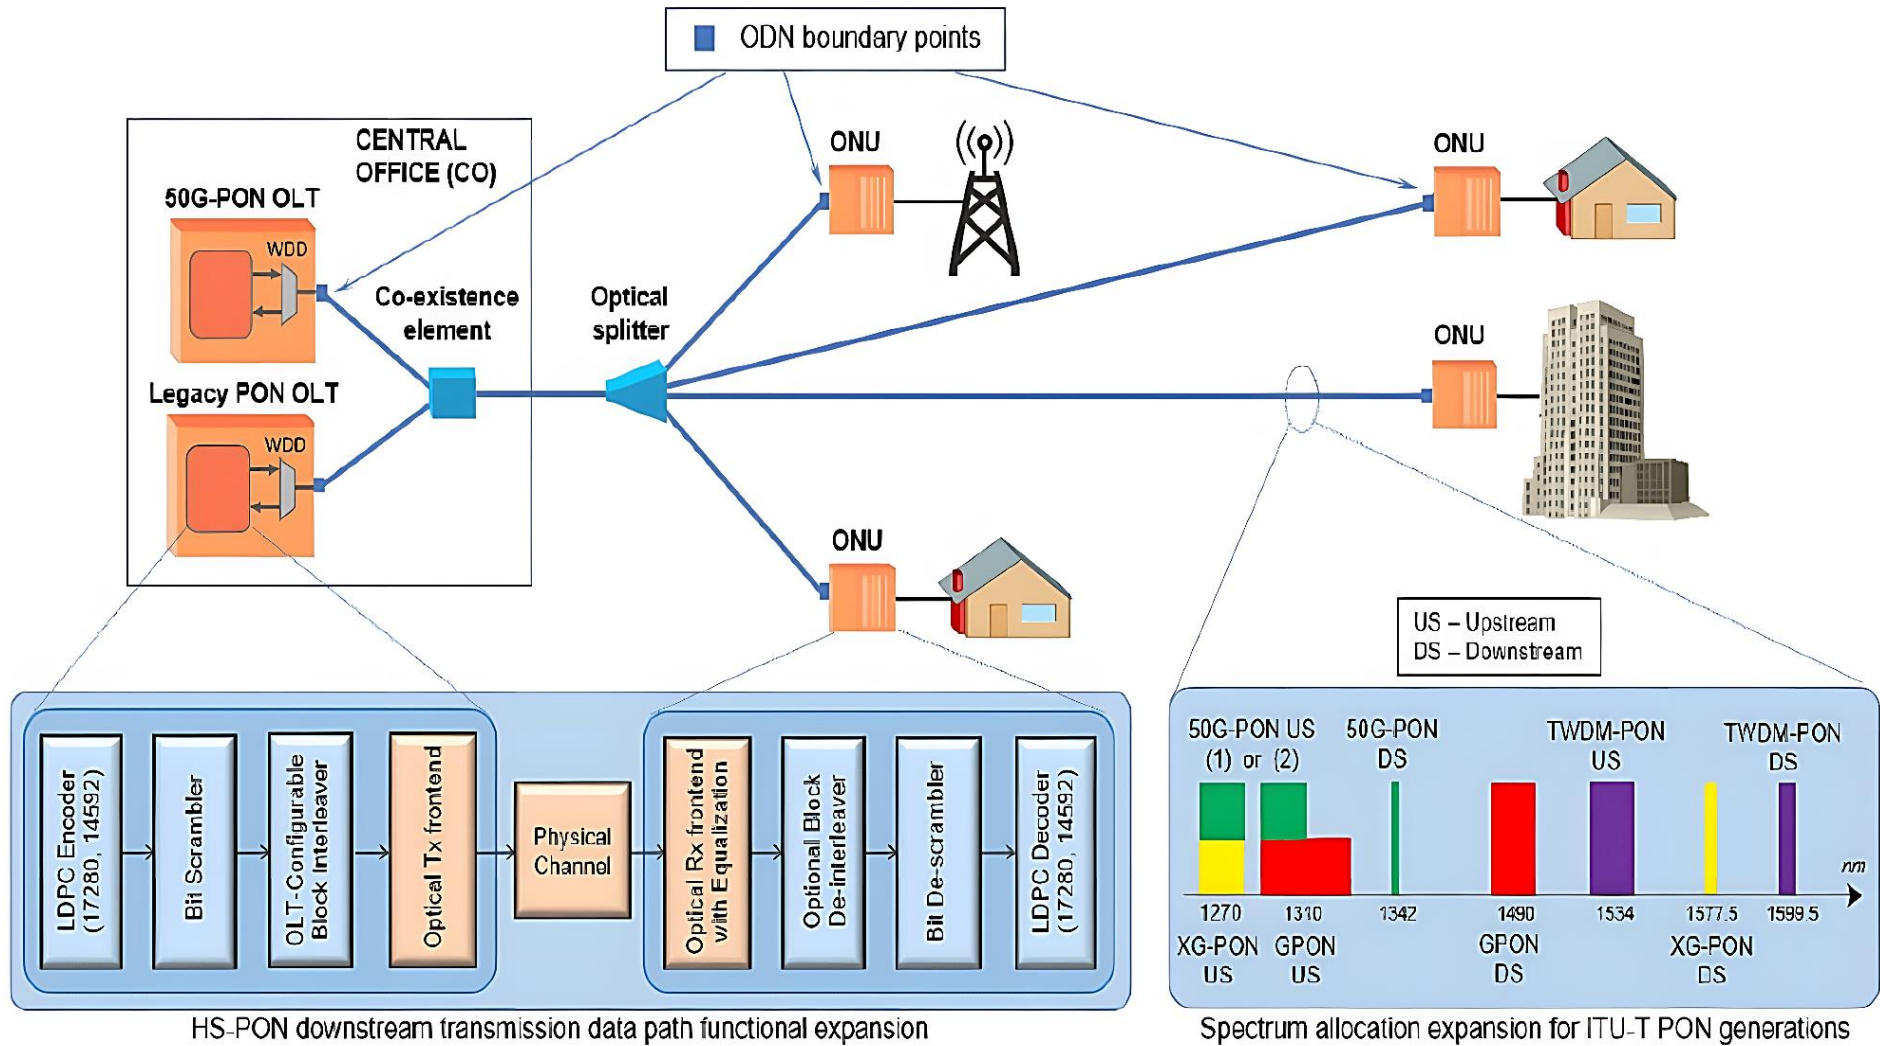 ODN boundary points
CENTRAL
OFFICE (CO)
50G-PON OLT
WDD
Co-existence
element
Legacy PON OLT
WDD
Optical
splitter
ONU
ONU
ONU
ONU
US – Upstream
DS – Downstream
LDPC Encoder
(17280, 14592)
Bit Scrambler
OLT-Configurable
Block Interleaver
Optical Tx frontend
Physical
Channel
Optical Rx frontend
with Equalization
Optional Block
De-interleaver
Bit De-scrambler
LDPC Decoder
(17280, 14592)
HS-PON downstream transmission data path functional expansion
50G-PON US
(1) or (2)
50G-PON
DS
TWDM-PON
US
TWDM-PON
DS
nm
1270
1310
1342
1490
1534
1577.5
1599.5
XG-PON
US
GPON
US
GPON
DS
XG-PON
DS
Spectrum allocation expansion for ITU-T PON generations